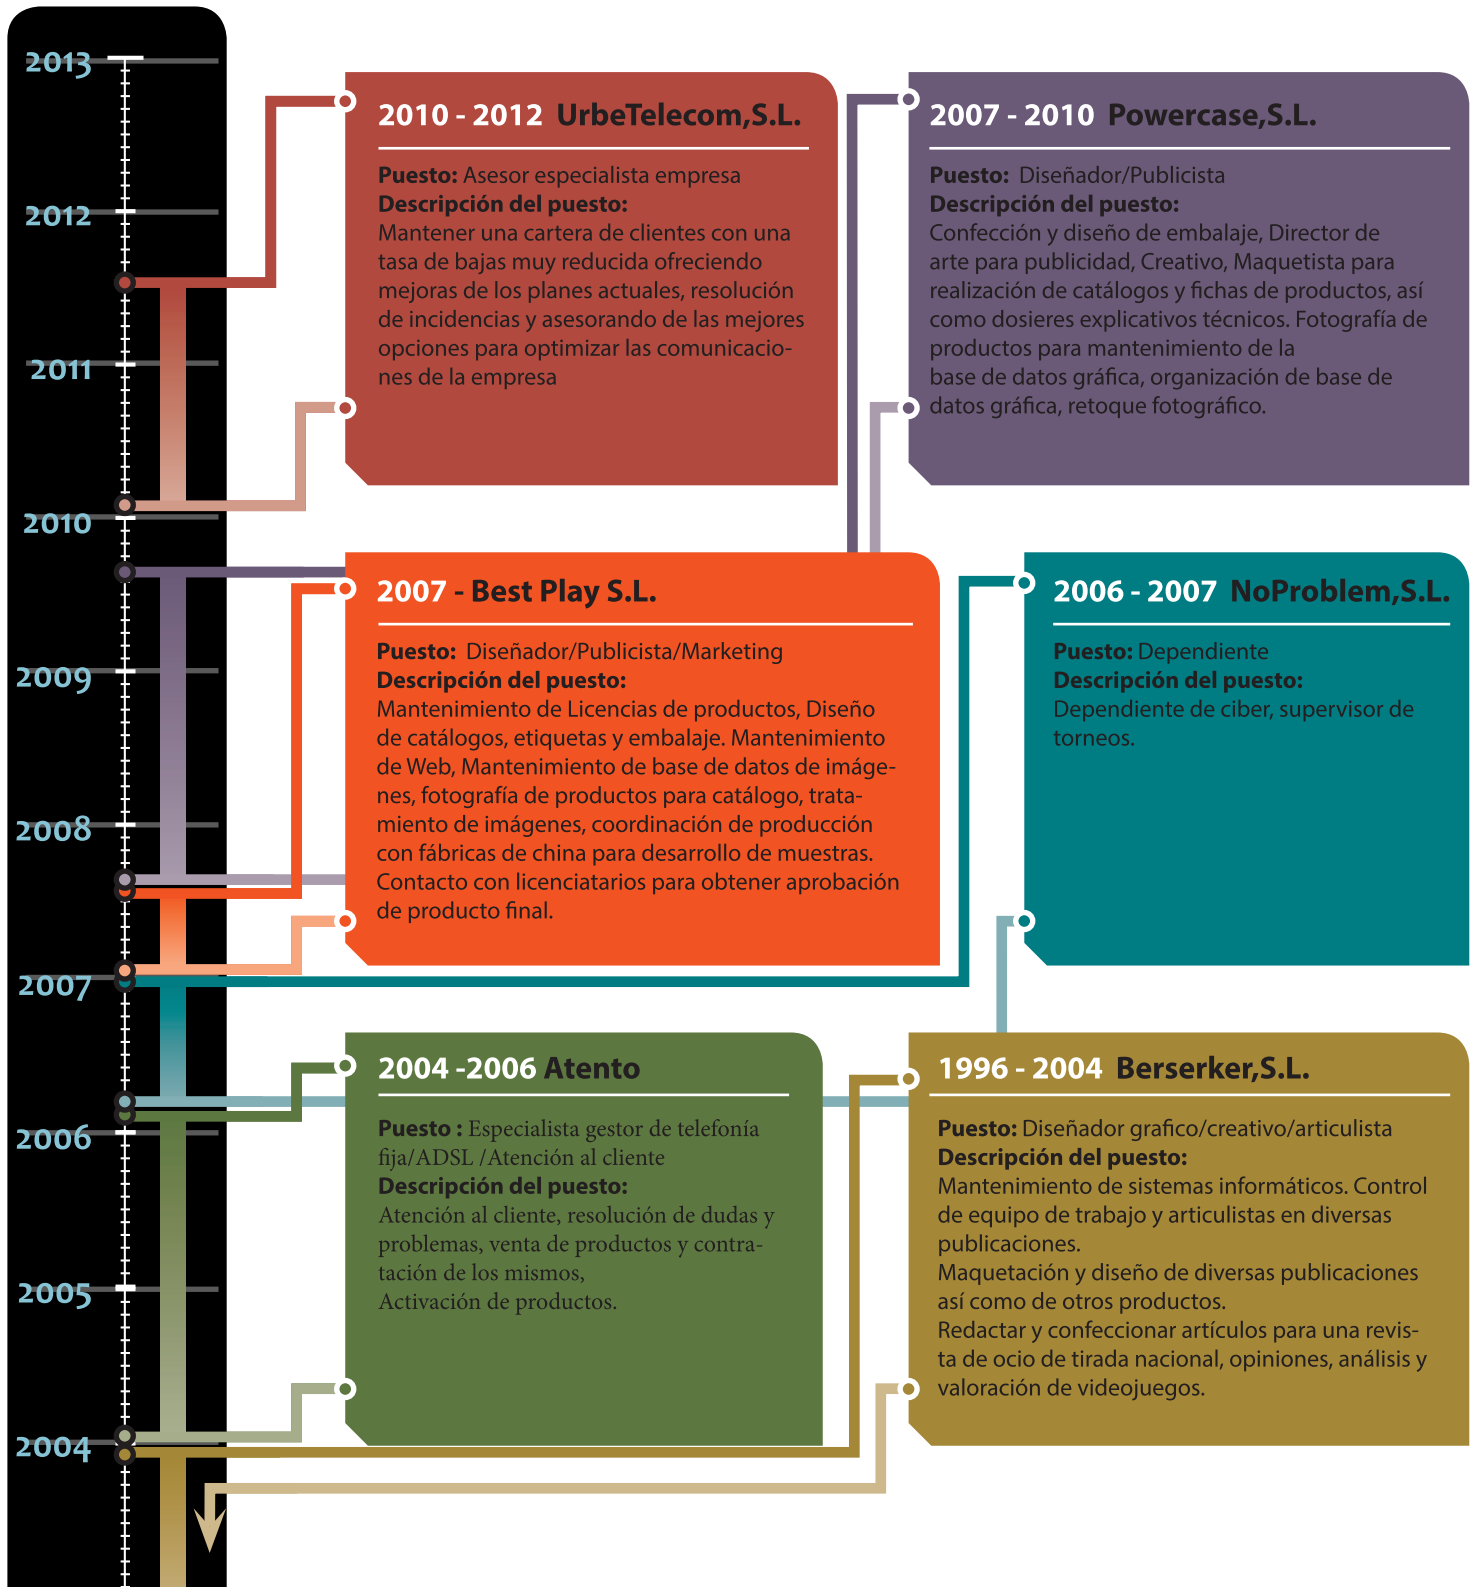 2013
2012
2011
2010
2009
2008
2007
2006
2005
2004
2010 - 2012 UrbeTelecom,S.L.
Puesto: Asesor especialista empresa
Descripción del puesto:
Mantener una cartera de clientes con una
tasa de bajas muy reducida ofreciendo
mejoras de los planes actuales, resolución
de incidencias y asesorando de las mejores
opciones para optimizar las comunicacio-
nes de la empresa
2007 - 2010 Powercase,S.L.
Puesto: Diseñador/Publicista
Descripción del puesto:
Confección y diseño de embalaje, Director de
arte para publicidad, Creativo, Maquetista para
realización de catálogos y fichas de productos, así
como dosieres explicativos técnicos. Fotografía de
productos para mantenimiento de la
base de datos gráfica, organización de base de
datos gráfica, retoque fotográfico.
2007 - Best Play S.L.
Puesto: Diseñador/Publicista/Marketing
Descripción del puesto:
Mantenimiento de Licencias de productos, Diseño
de catálogos, etiquetas y embalaje. Mantenimiento
de Web, Mantenimiento de base de datos de imáge-
nes, fotografía de productos para catálogo, trata-
miento de imágenes, coordinación de producción
con fábricas de china para desarrollo de muestras.
Contacto con licenciatarios para obtener aprobación
de producto final.
2006 - 2007 NoProblem,S.L.
Puesto: Dependiente
Descripción del puesto:
Dependiente de ciber, supervisor de
torneos.
2004 -2006 Atento
Puesto : Especialista gestor de telefonía
fija/ADSL /Atención al cliente
Descripción del puesto:
Atención al cliente, resolución de dudas y
problemas, venta de productos y contra-
tación de los mismos,
Activación de productos.
1996 - 2004 Berserker,S.L.
Puesto: Diseñador grafico/creativo/articulista
Descripción del puesto:
Mantenimiento de sistemas informáticos. Control
de equipo de trabajo y articulistas en diversas
publicaciones.
Maquetación y diseño de diversas publicaciones
así como de otros productos.
Redactar y confeccionar artículos para una revis-
ta de ocio de tirada nacional, opiniones, análisis y
valoración de videojuegos.